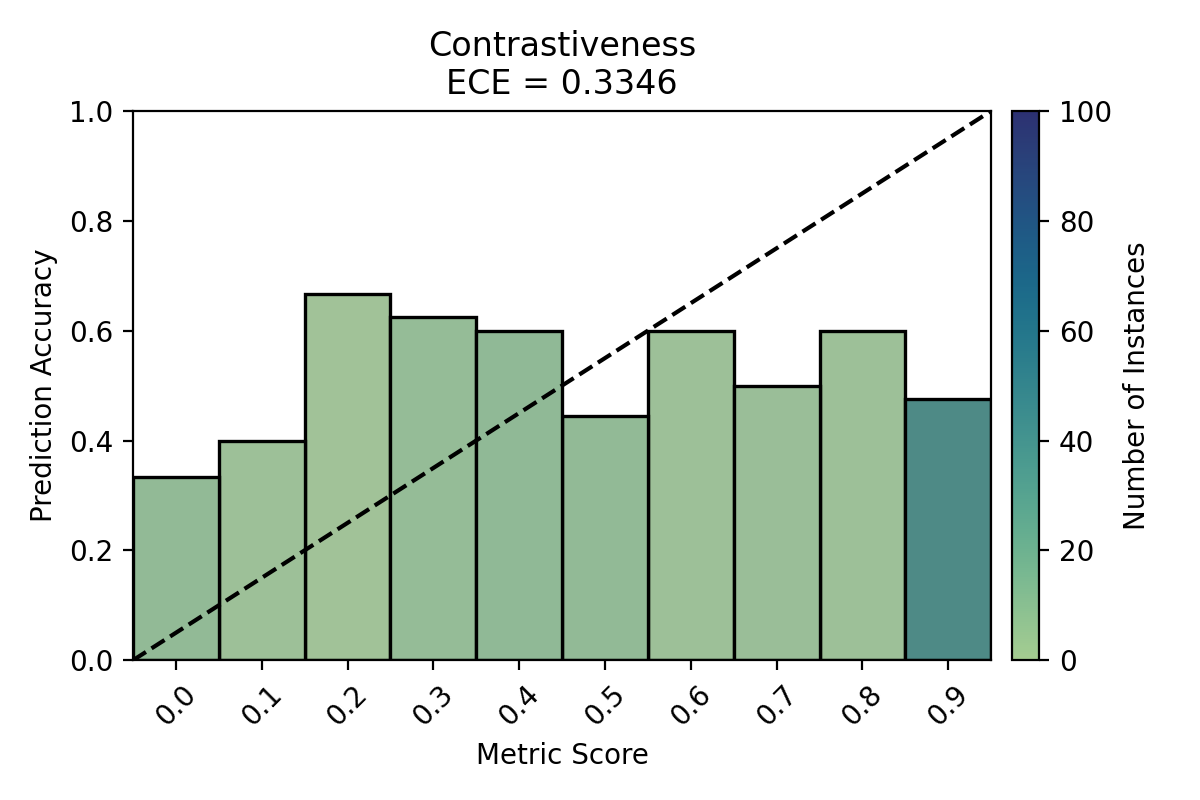 Contrastiveness
ECE = 0.3346
Prediction Accuracy
1.0
0.8
0.6
0.4
0.2
0.0
0.0 0.1 0.2 0.3 0.4 0.5 0.6 0.7 0.8 0.9
Metric Score
100
80
60
40
20
0
Number of Instances